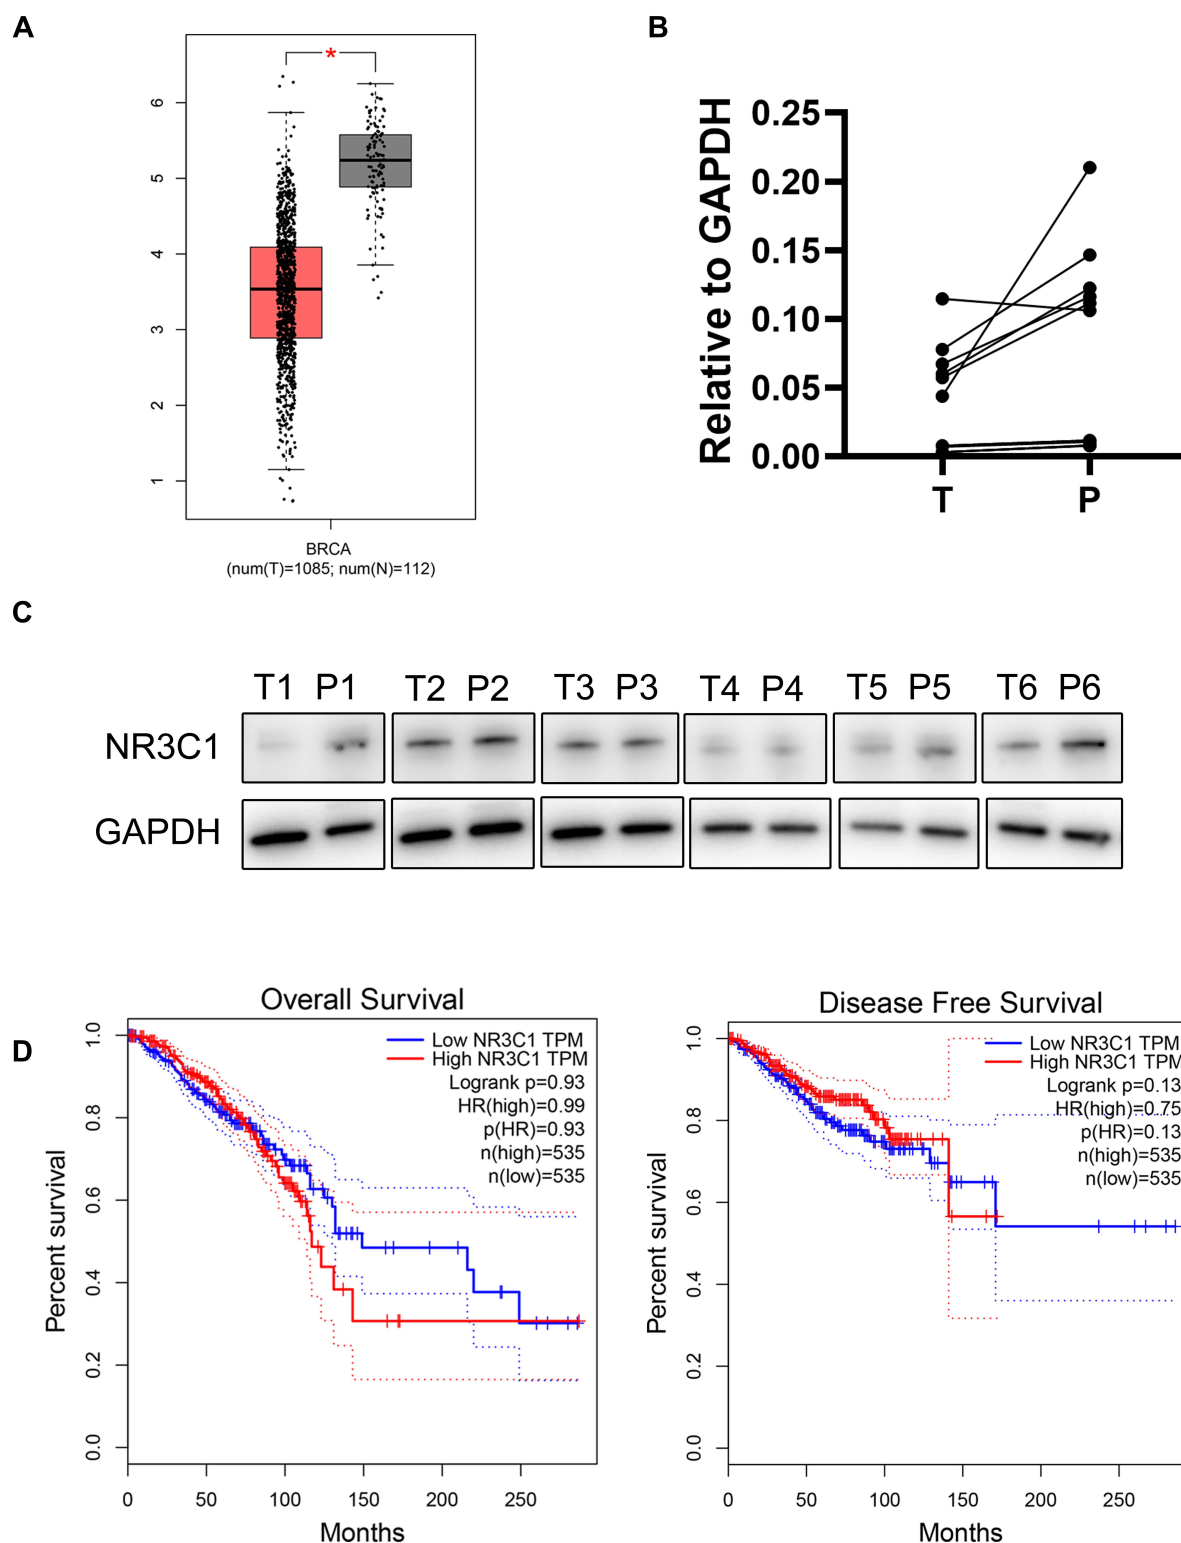 A
*
6
5
4
3
2
1
BRCA
(num(T)=1085; num(N)=112)
B
Relative to GAPDH
0.25
0.20
0.15
0.10
0.05
0.00
T P
C
T1 P1 T2 P2 T3 P3 T4 P4 T5 P5 T6 P6
NR3C1
GAPDH
D
Overall Survival
Low NR3C1 TPM
High NR3C1 TPM
Logrank p=0.93
HR(high)=0.99
p(HR)=0.93
n(high)=535
n(low)=535
Percent survival
1.0
0.8
0.6
0.4
0.2
0.0
0 50 100 150 200 250
Months
Disease Free Survival
Low NR3C1 TPM
High NR3C1 TPM
Logrank p=0.13
HR(high)=0.75
p(HR)=0.13
n(high)=535
n(low)=535
Percent survival
1.0
0.8
0.6
0.4
0.2
0.0
0 50 100 150 200 250
Months